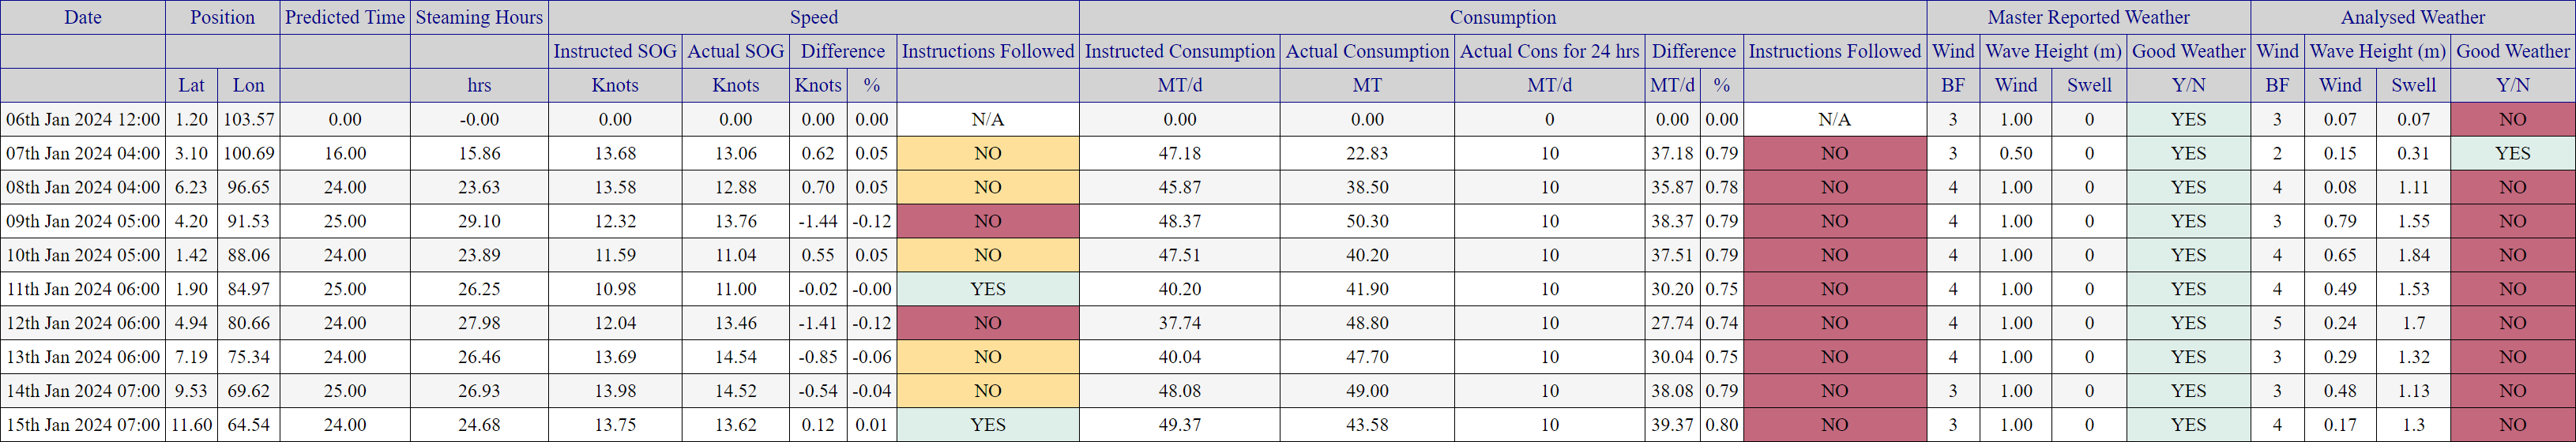 Date Position Predicted Time Steaming Hours Speed Consumption Master Reported Weather Analysed Weather
Instructed SOG Actual SOG Difference Instructions Followed Instructed Consumption Actual Consumption Actual Cons for 24 hrs Difference Instructions Followed Wind Wave Height (m) Good Weather Wind Wave Height (m) Good Weather
Lat Lon hrs Knots Knots Knots % MT/d MT MT/d MT/d % BF Wind Swell Y/N BF Wind Swell Y/N
06th Jan 2024 12:00 1.20 103.57 0.00 -0.00 0.00 0.00 0.00 0.00 N/A 0.00 0.00 0 0.00 0.00 N/A 3 1.00 0 YES 3 0.07 0.07 NO
07th Jan 2024 04:00 3.10 100.69 16.00 15.86 13.68 13.06 0.62 0.05 NO 47.18 22.83 10 37.18 0.79 NO 3 0.50 0 YES 2 0.15 0.31 YES
08th Jan 2024 04:00 6.23 96.65 24.00 23.63 13.58 12.88 0.70 0.05 NO 45.87 38.50 10 35.87 0.78 NO 4 1.00 0 YES 4 0.08 1.11 NO
09th Jan 2024 05:00 4.20 91.53 25.00 29.10 12.32 13.76 -1.44 -0.12 NO 48.37 50.30 10 38.37 0.79 NO 4 1.00 0 YES 3 0.79 1.55 NO
10th Jan 2024 05:00 1.42 88.06 24.00 23.89 11.59 11.04 0.55 0.05 NO 47.51 40.20 10 37.51 0.79 NO 4 1.00 0 YES 4 0.65 1.84 NO
11th Jan 2024 06:00 1.90 84.97 25.00 26.25 10.98 11.00 -0.02 -0.00 YES 40.20 41.90 10 30.20 0.75 NO 4 1.00 0 YES 4 0.49 1.53 NO
12th Jan 2024 06:00 4.94 80.66 24.00 27.98 12.04 13.46 -1.41 -0.12 NO 37.74 48.80 10 27.74 0.74 NO 4 1.00 0 YES 5 0.24 1.7 NO
13th Jan 2024 06:00 7.19 75.34 24.00 26.46 13.69 14.54 -0.85 -0.06 NO 40.04 47.70 10 30.04 0.75 NO 4 1.00 0 YES 3 0.29 1.32 NO
14th Jan 2024 07:00 9.53 69.62 25.00 26.93 13.98 14.52 -0.54 -0.04 NO 48.08 49.00 10 38.08 0.79 NO 3 1.00 0 YES 3 0.48 1.13 NO
15th Jan 2024 07:00 11.60 64.54 24.00 24.68 13.75 13.62 0.12 0.01 YES 49.37 43.58 10 39.37 0.80 NO 3 1.00 0 YES 4 0.17 1.3 NO